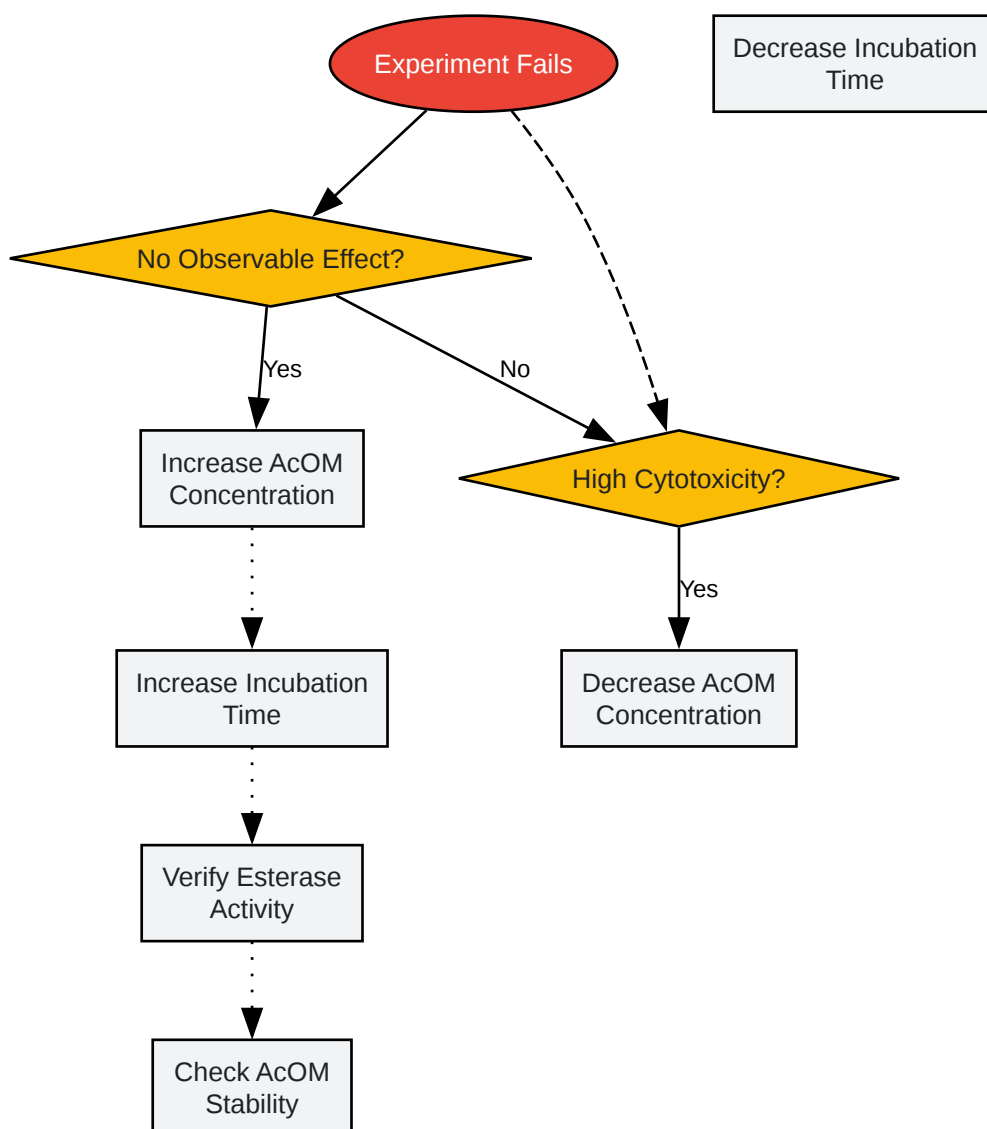 Experiment Fails
Decrease Incubation
Time
No Observable Effect?
Yes
No
Increase AcOM
Concentration
High Cytotoxicity?
Yes
Increase Incubation
Time
Decrease AcOM
Concentration
Verify Esterase
Activity
Check AcOM
Stability